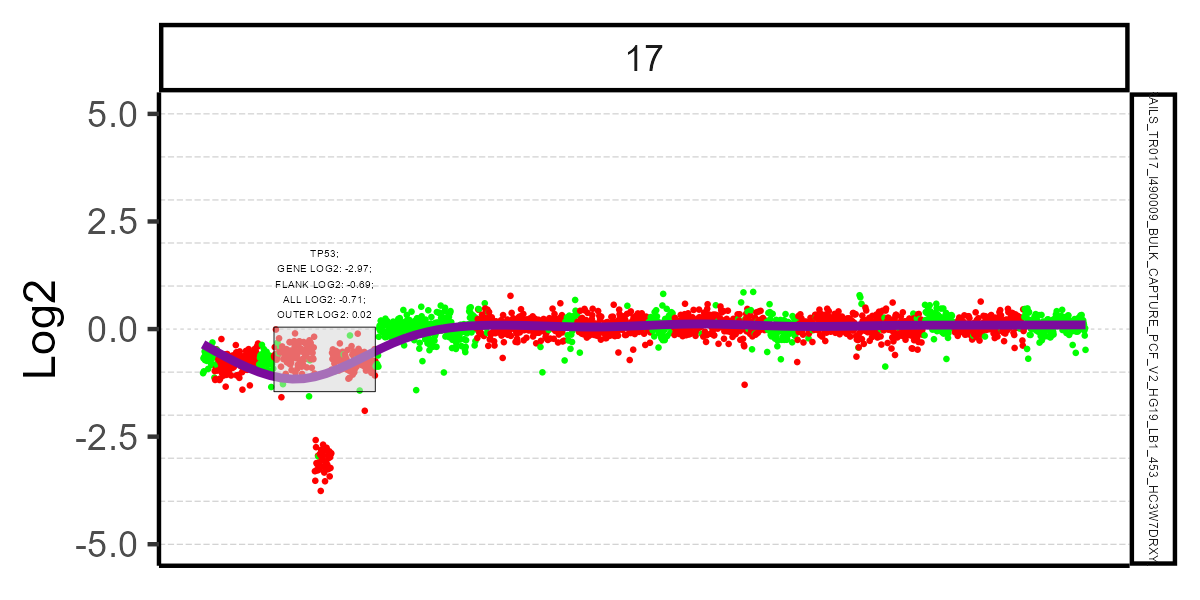 17
5.0
2.5
0.0
-2.5
-5.0
Log2
TP53;
GENE LOG2: -2.97;
FLANK LOG2: -0.69;
ALL LOG2: -0.71;
OUTER LOG2: 0.02
AILS_TR017_I490009_BULK_CAPTURE_PCF_V2_HG19_LB1_453_HC3W7DRXY